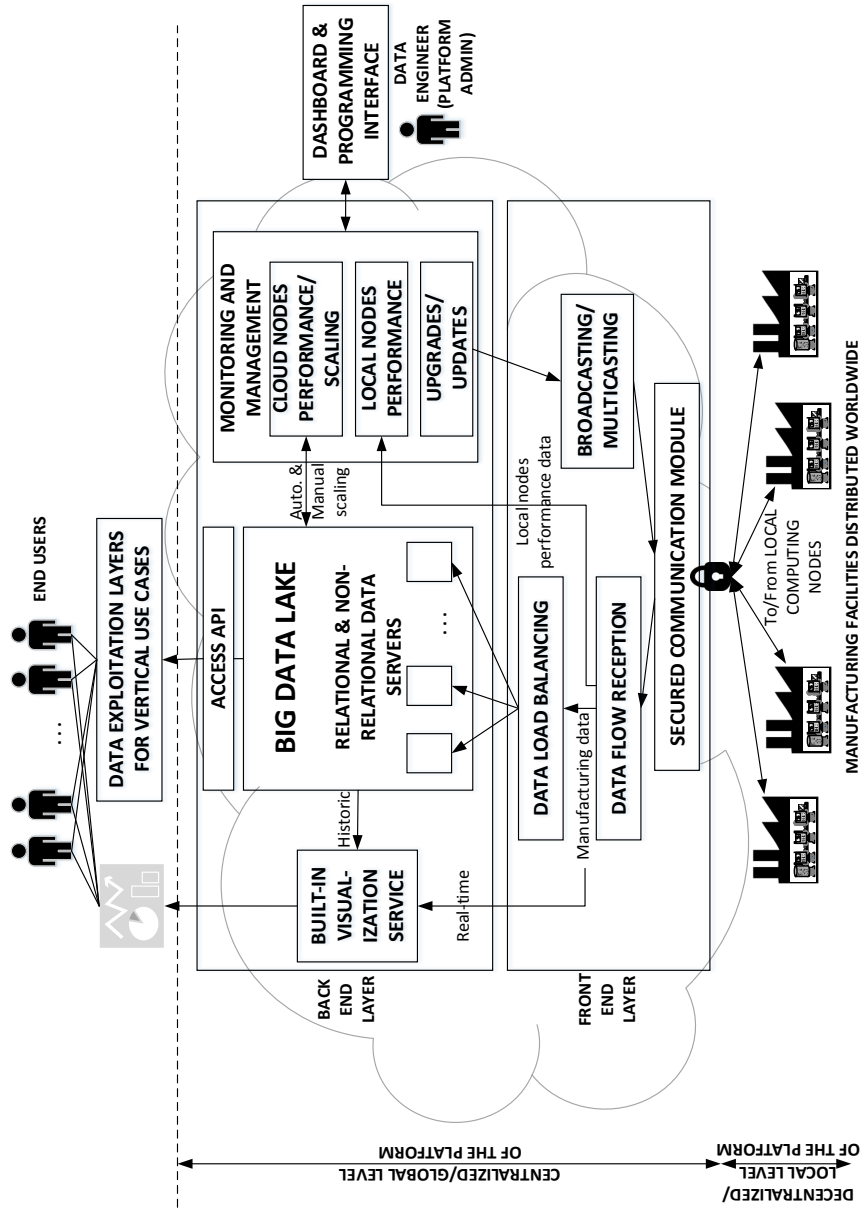 END USERS
. . .
DATA EXPLOITATION LAYERS
FOR VERTICAL USE CASES
ACCESS API
BIG DATA LAKE
RELATIONAL & NON-
RELATIONAL DATA
SERVERS
. . .
MONITORING AND
MANAGEMENT
CLOUD NODES
PERFORMANCE/
SCALING
LOCAL NODES
PERFORMANCE
UPGRADES/
UPDATES
Auto. &
Manual
scaling
DASHBOARD &
PROGRAMMING
INTERFACE
DATA
ENGINEER
(PLATFORM
ADMIN)
Historic
BUILT-IN
VISUAL-
IZATION
SERVICE
BACK
END
LAYER
Real-time
Local nodes
performance data
DATA LOAD BALANCING
Manufacturing data
DATA FLOW RECEPTION
BROADCASTING/
MULTICASTING
SECURED COMMUNICATION MODULE
FRONT
END
LAYER
To/From LOCAL
COMPUTING
NODES
MANUFACTURING FACILITIES DISTRIBUTED WORLDWIDE
CENTRALIZED/GLOBAL LEVEL
OF THE PLATFORM
DECENTRALIZED/
LOCAL LEVEL
OF THE PLATFORM